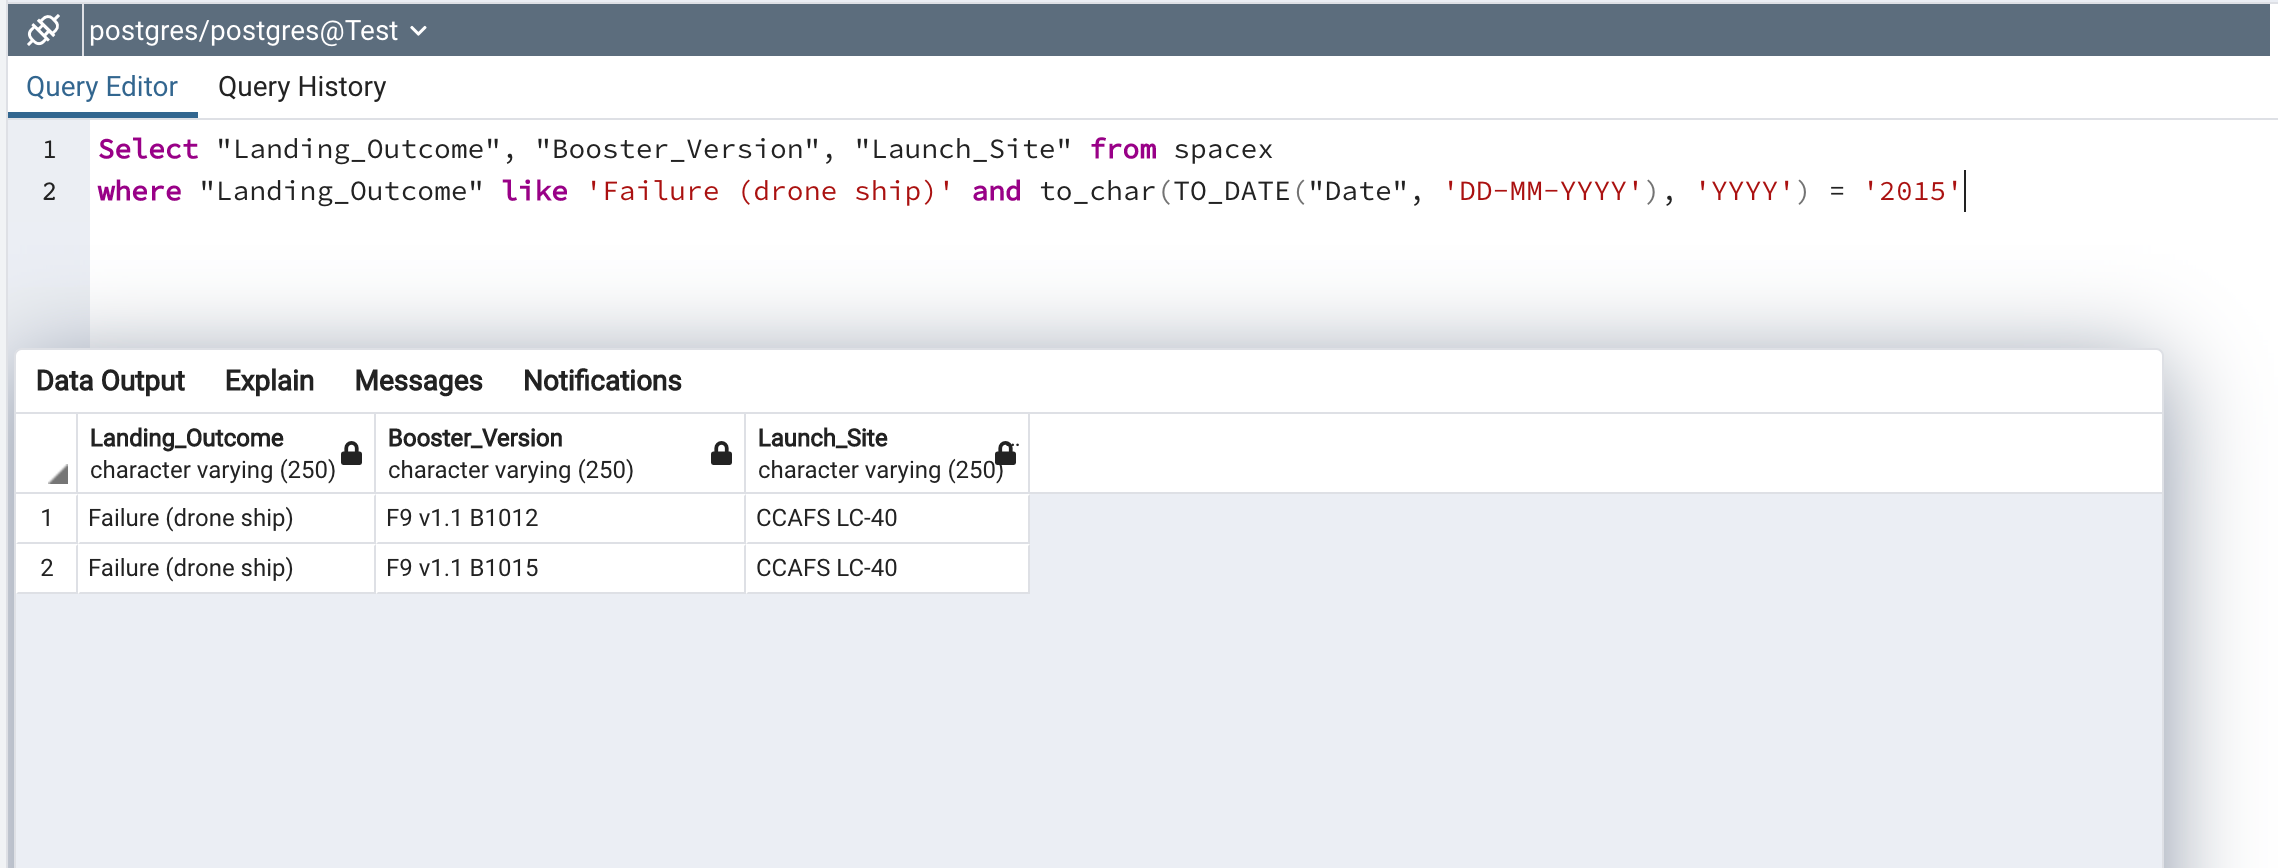 postgres/postgres@Test
Query Editor Query History
1 Select "Landing_Outcome", "Booster_Version", "Launch_Site" from spacex
2 where "Landing_Outcome" like 'Failure (drone ship)' and to_char(TO_DATE("Date", 'DD-MM-YYYY'), 'YYYY') = '2015'
Data Output Explain Messages Notifications
Landing_Outcome Booster_Version Launch_Site
character varying (250) character varying (250) character varying (250)
1 Failure (drone ship) F9 v1.1 B1012 CCAFS LC-40
2 Failure (drone ship) F9 v1.1 B1015 CCAFS LC-40